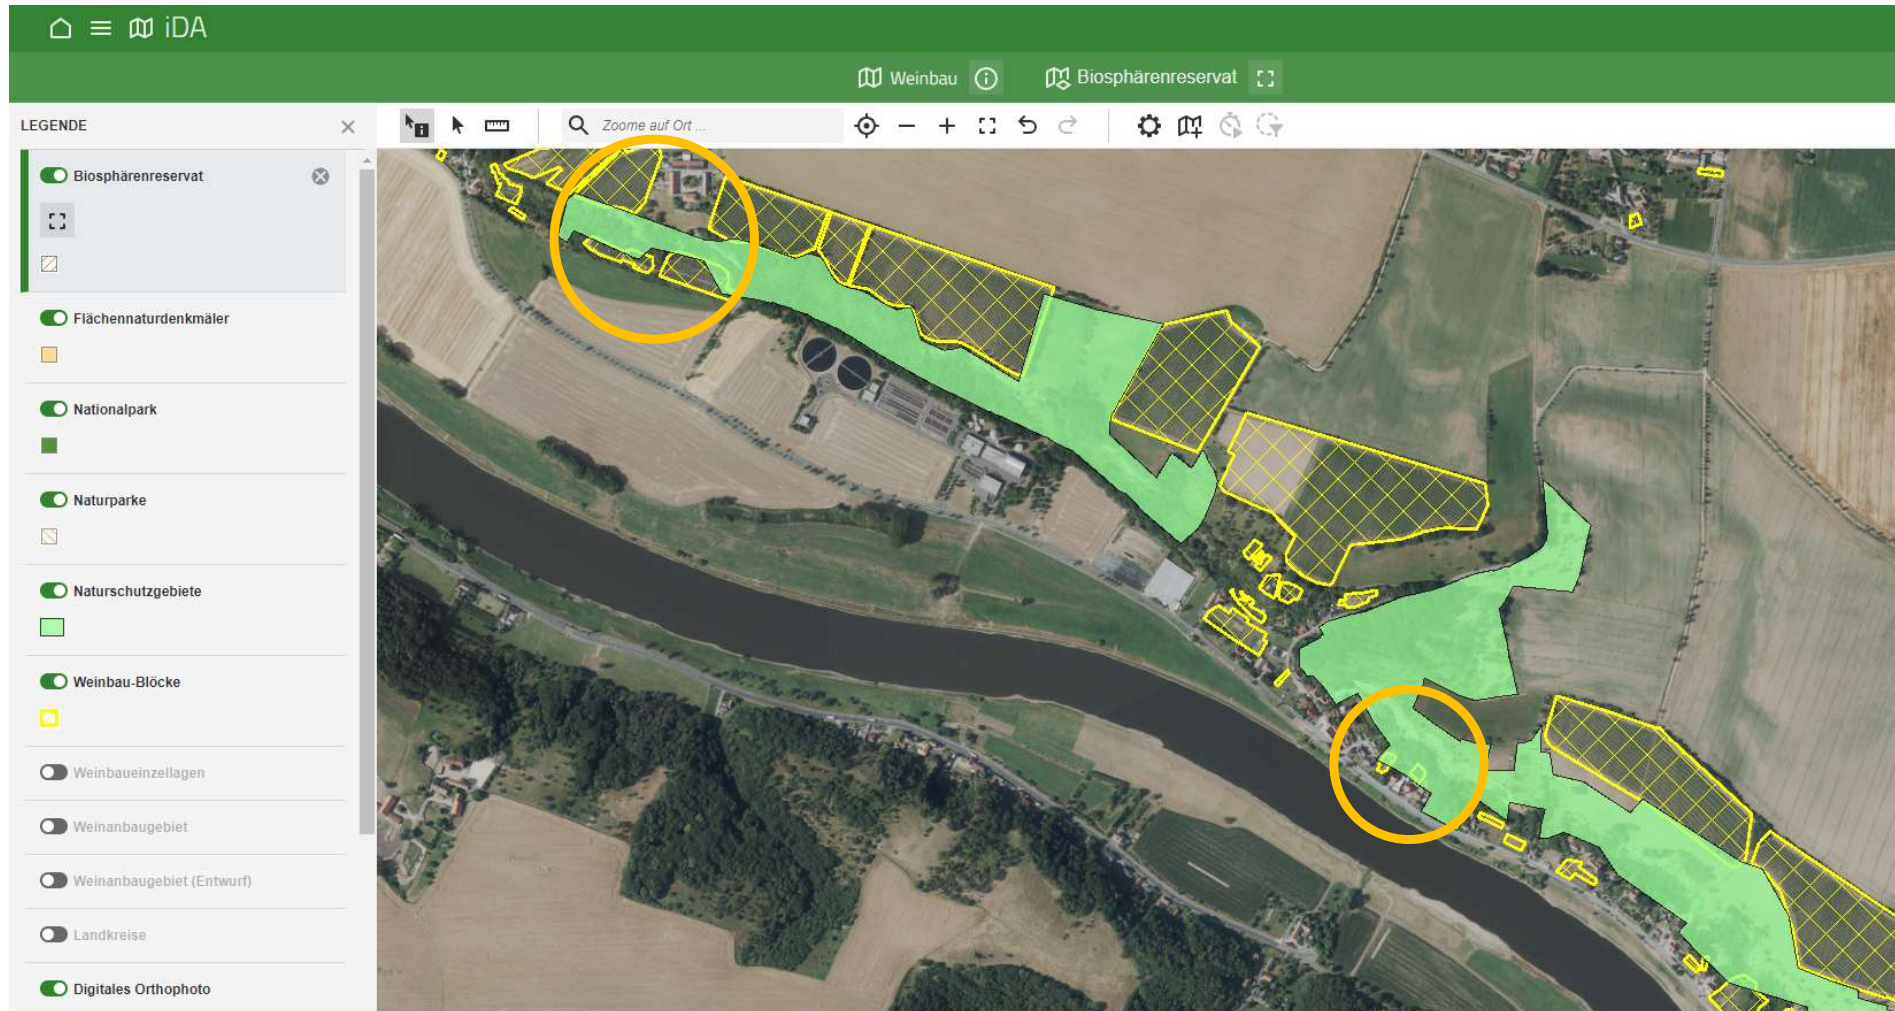 iDA
Weinbau
Biosphärenreservat
LEGENDE
Zoome auf Ort ...
Biosphärenreservat
Flächennaturdenkmäler
Nationalpark
Naturparke
Naturschutzgebiete
Weinbau-Blöcke
Weinbaueinzellagen
Weinanbaugebiet
Weinanbaugebiet (Entwurf)
Landkreise
Digitales Orthophoto